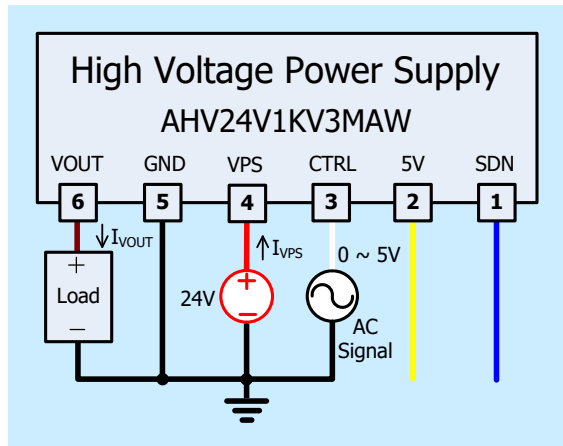 High Voltage Power Supply
AHV24V1KV3MAW
VOUT GND VPS CTRL 5V SDN
6 5 4 3 2 1
↓IVOUT ↑IVPS 0 ~ 5V
+ +
Load 24V
− −
AC
Signal